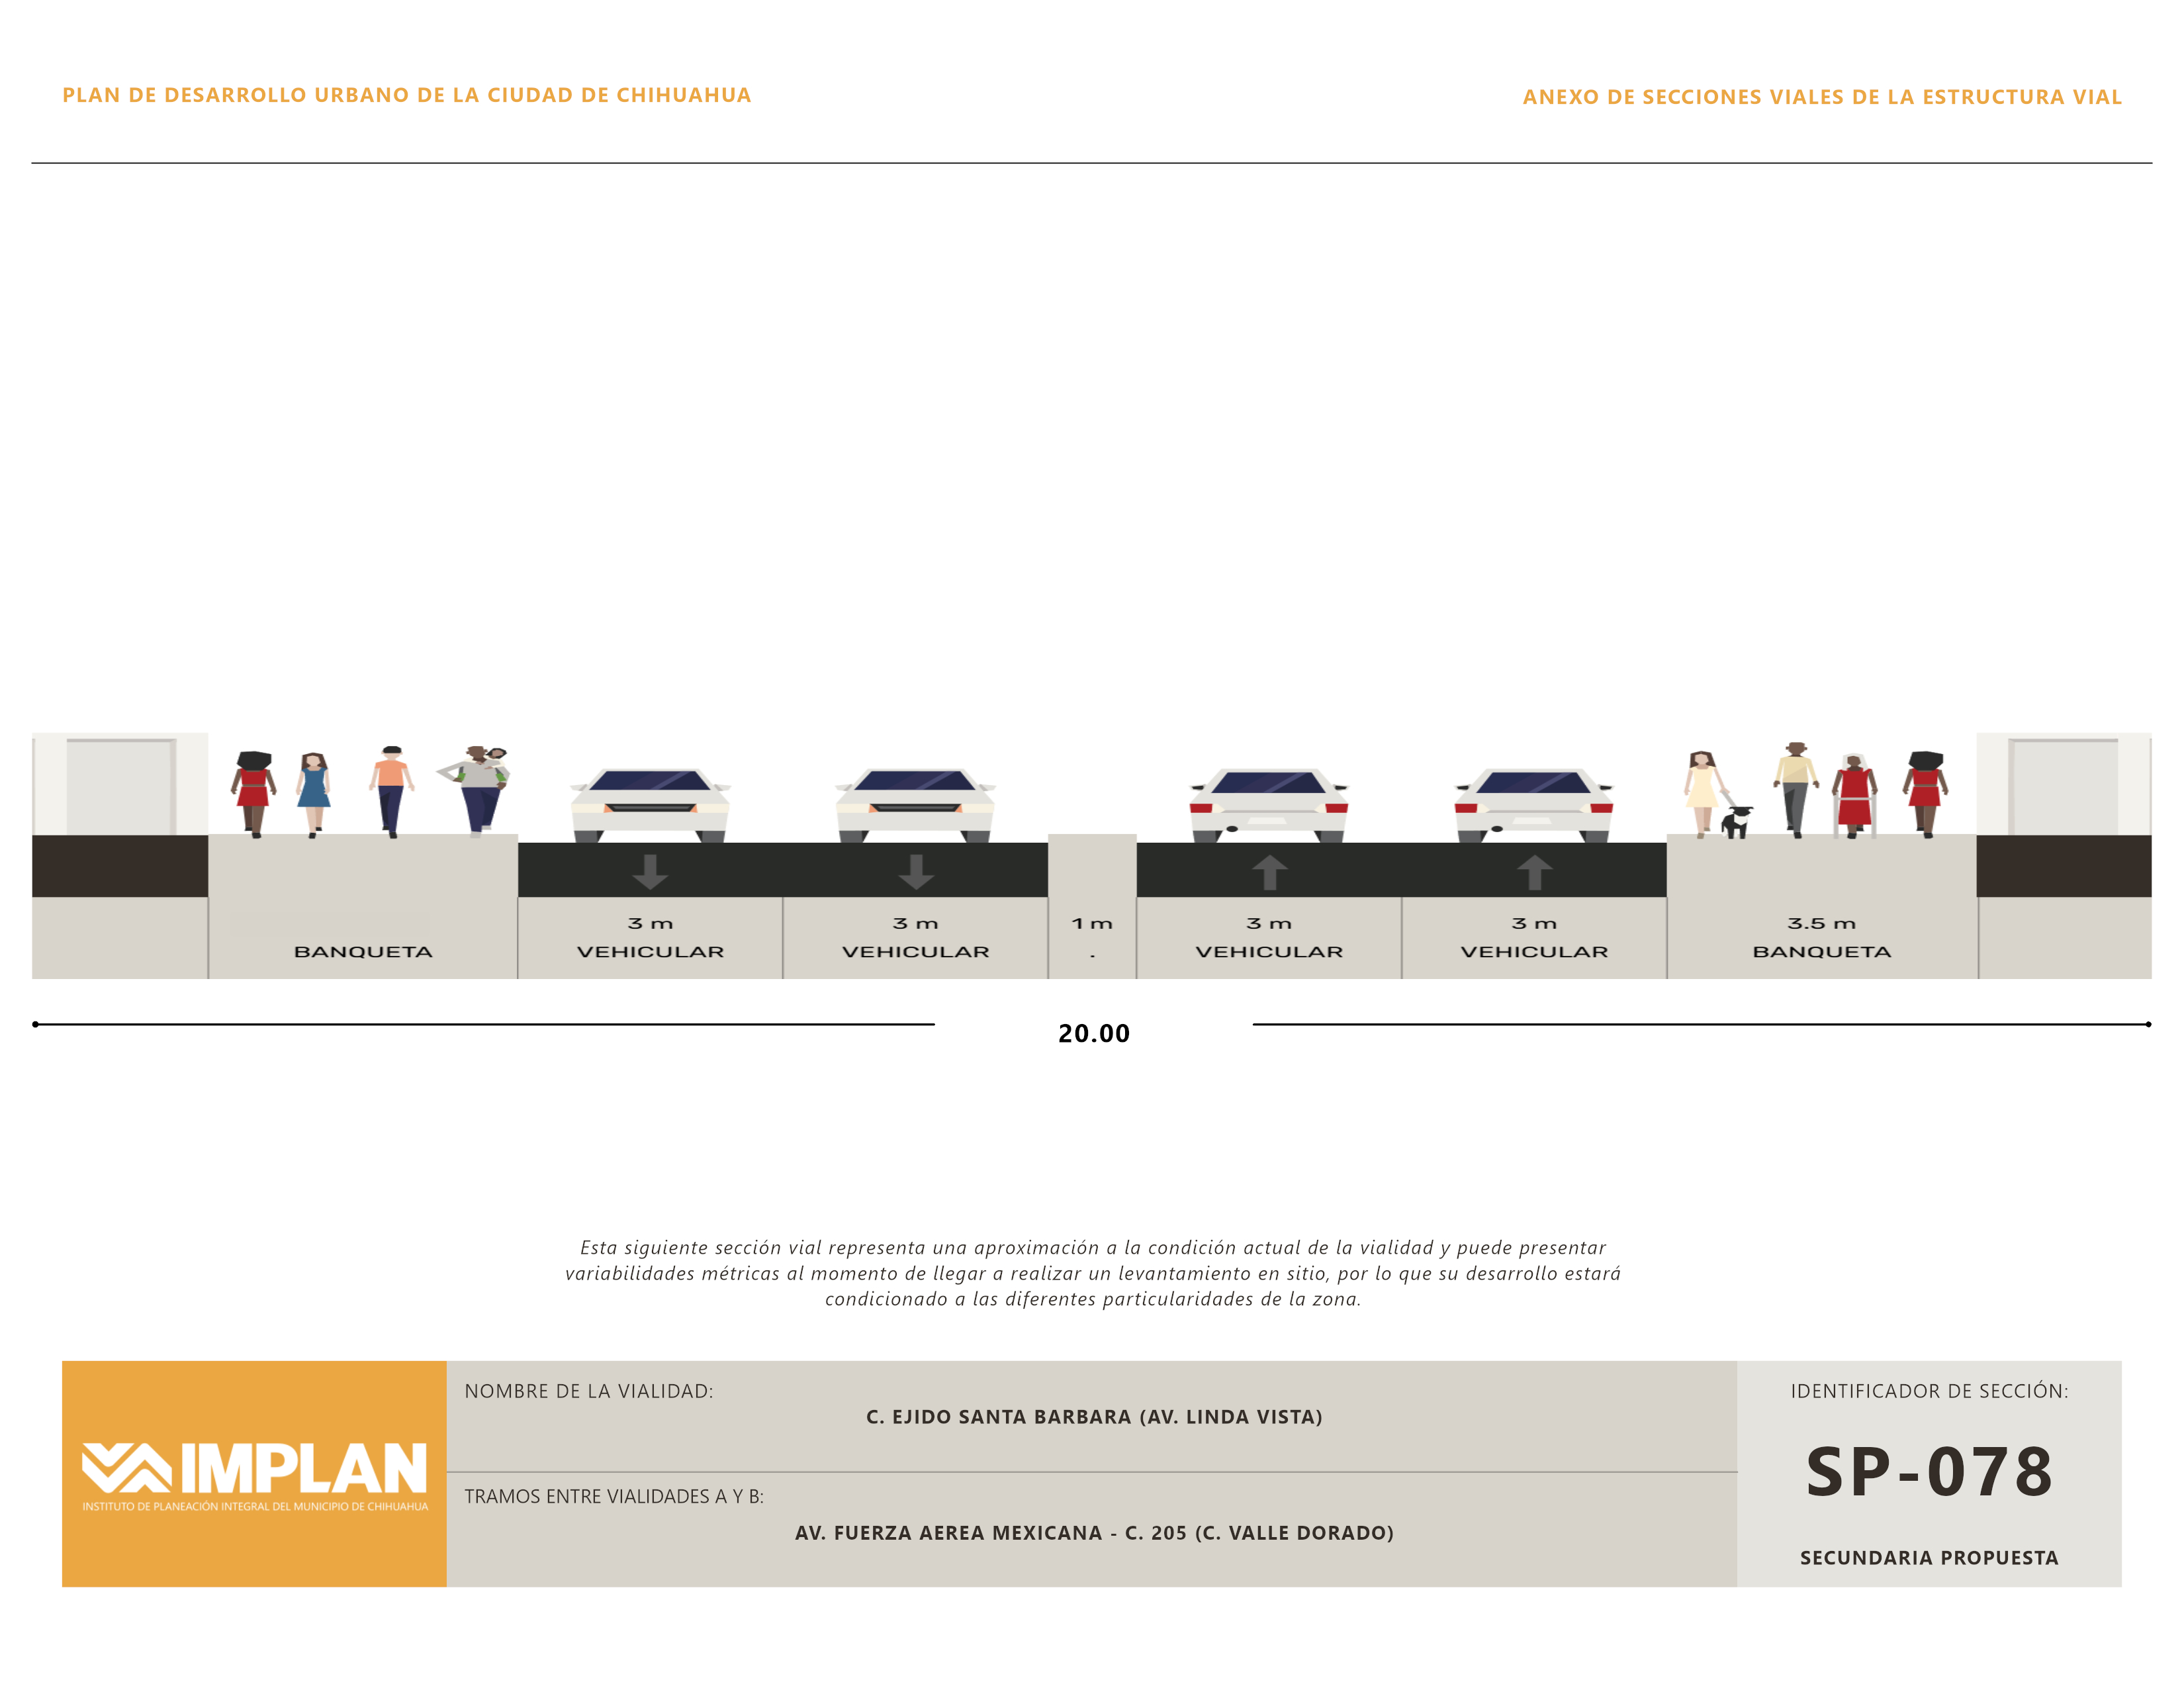 PLAN DE DESARROLLO URBANO DE LA CIUDAD DE CHIHUAHUA
ANEXO DE SECCIONES VIALES DE LA ESTRUCTURA VIAL
BANQUETA
3 m
VEHICULAR
3 m
VEHICULAR
1 m
.
3 m
VEHICULAR
3 m
VEHICULAR
3.5 m
BANQUETA
20.00
Esta siguiente sección vial representa una aproximación a la condición actual de la vialidad y puede presentar
variabilidades métricas al momento de llegar a realizar un levantamiento en sitio, por lo que su desarrollo estará
condicionado a las diferentes particularidades de la zona.
IMPLAN
INSTITUTO DE PLANEACIÓN INTEGRAL DEL MUNICIPIO DE CHIHUAHUA
NOMBRE DE LA VIALIDAD:
C. EJIDO SANTA BARBARA (AV. LINDA VISTA)
TRAMOS ENTRE VIALIDADES A Y B:
AV. FUERZA AEREA MEXICANA - C. 205 (C. VALLE DORADO)
IDENTIFICADOR DE SECCIÓN:
SP-078
SECUNDARIA PROPUESTA